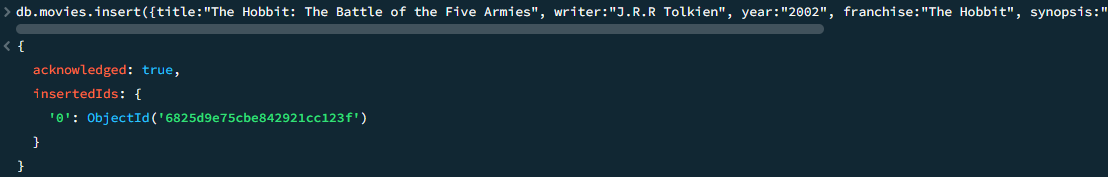 > db.movies.insert({title:"The Hobbit: The Battle of the Five Armies", writer:"J.R.R Tolkien", year:"2002", franchise:"The Hobbit", synopsis:"
< {
acknowledged: true,
insertedIds: {
'0': ObjectId('6825d9e75cbe842921cc123f')
}
}